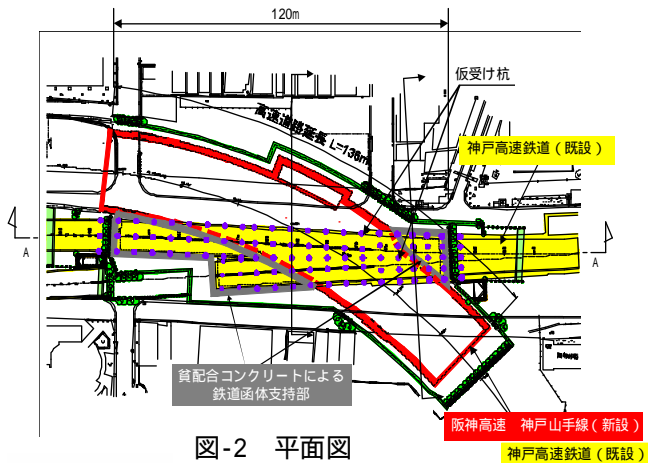 120m
仮受け杭
高速道路延長 L=136m
神戸高速鉄道(既設)
A
A
貧配合コンクリートによる
鉄道函体支持部
阪神高速 神戸山手線(新設)
図-2 平面図
神戸高速鉄道(既設)